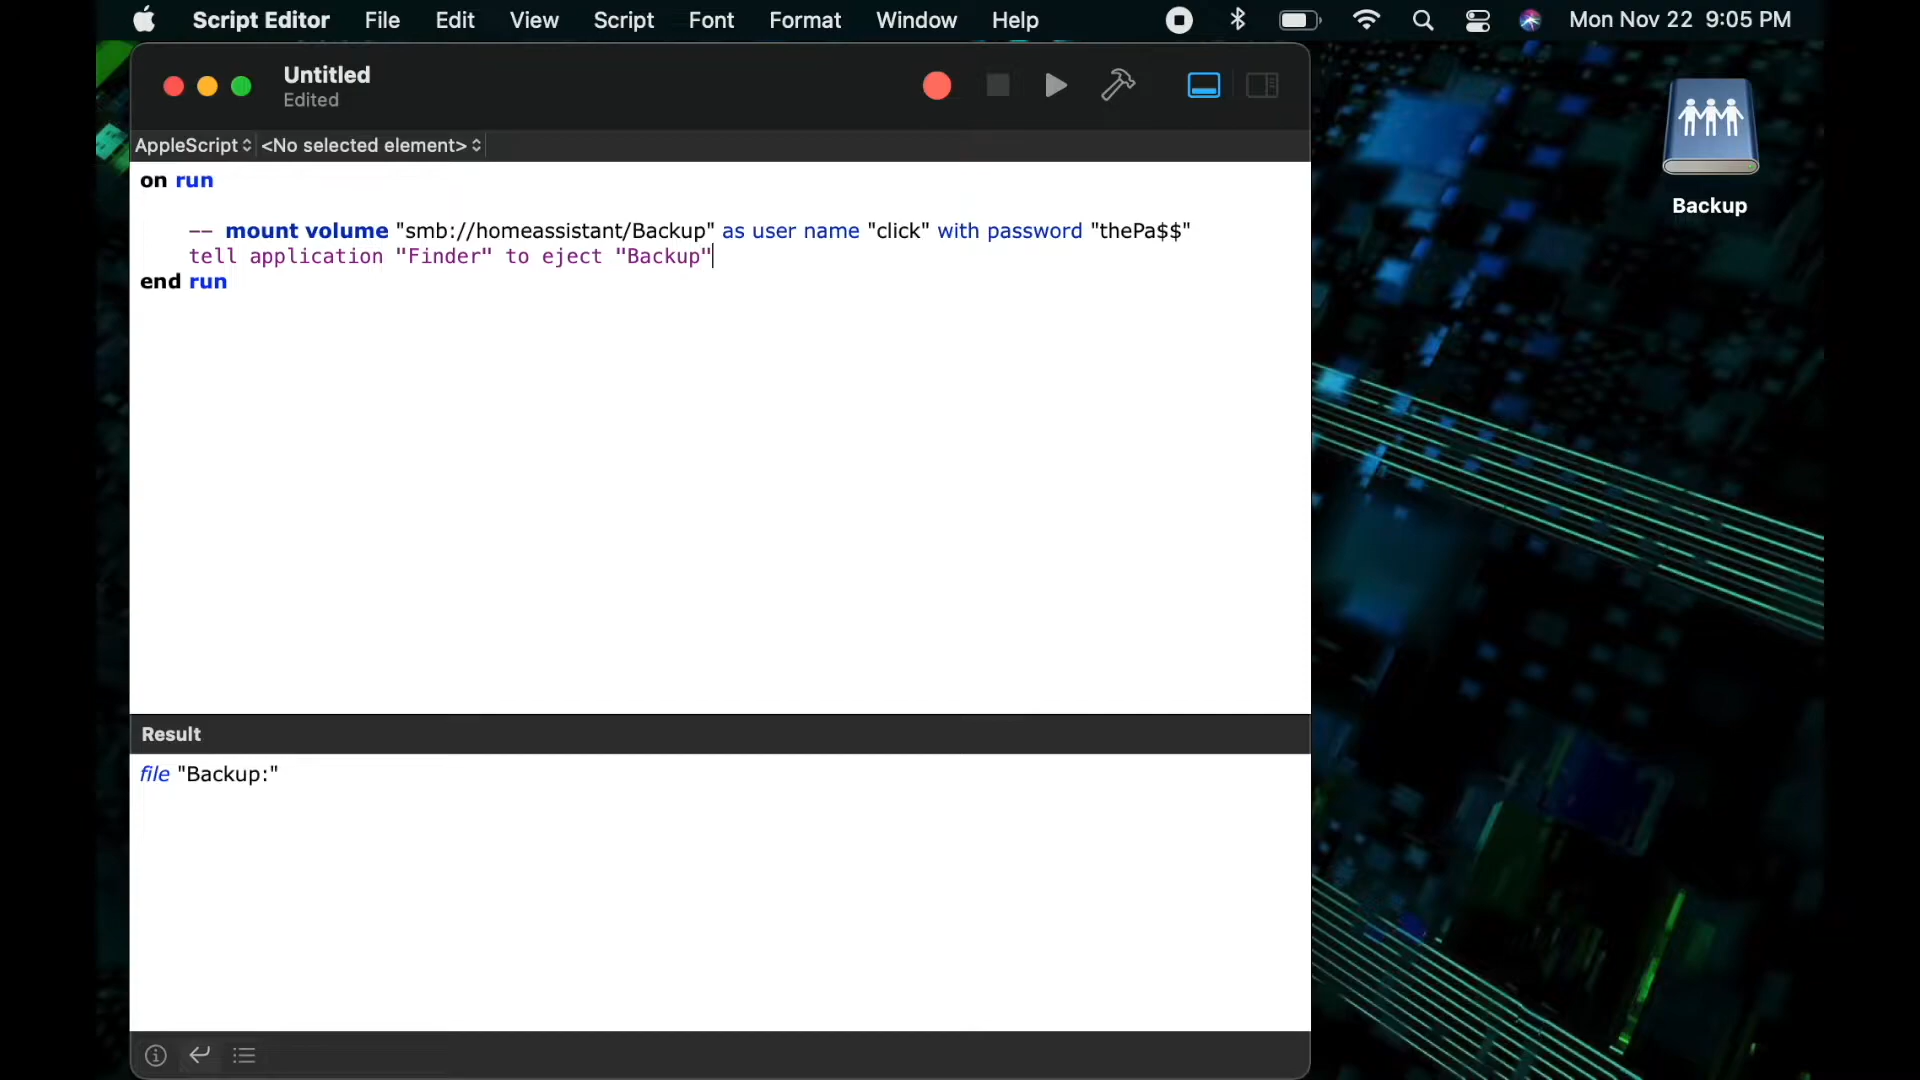 Script Editor File Edit View Script Font Format Window Help Mon Nov 22 9:05 PM
Untitled
Edited
AppleScript <No selected element>
on run
-- mount volume "smb://homeassistant/Backup" as user name "click" with password "thePa$$"
tell application "Finder" to eject "Backup"
end run
Result
file "Backup:"
Backup